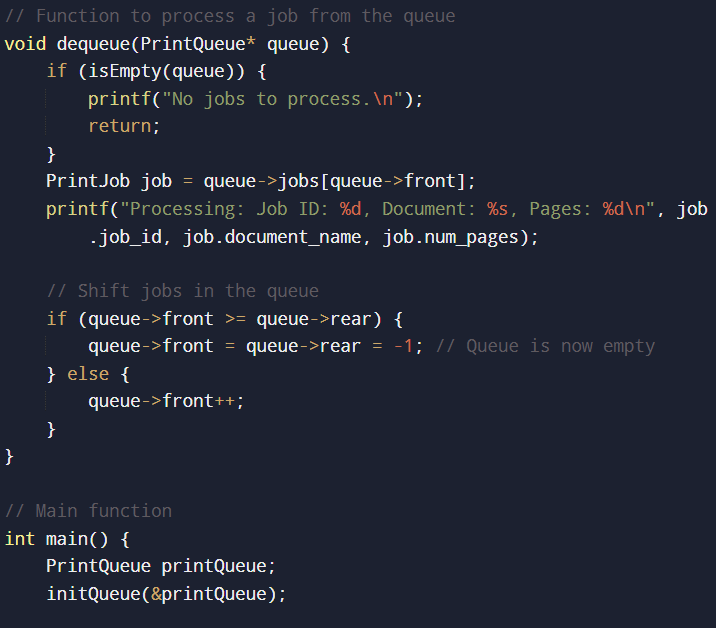 // Function to process a job from the queue
void dequeue(PrintQueue* queue) {
    if (isEmpty(queue)) {
        printf("No jobs to process.\n");
        return;
    }
    PrintJob job = queue->jobs[queue->front];
    printf("Processing: Job ID: %d, Document: %s, Pages: %d\n", job
        .job_id, job.document_name, job.num_pages);

    // Shift jobs in the queue
    if (queue->front >= queue->rear) {
        queue->front = queue->rear = -1; // Queue is now empty
    } else {
        queue->front++;
    }
}

// Main function
int main() {
    PrintQueue printQueue;
    initQueue(&printQueue);